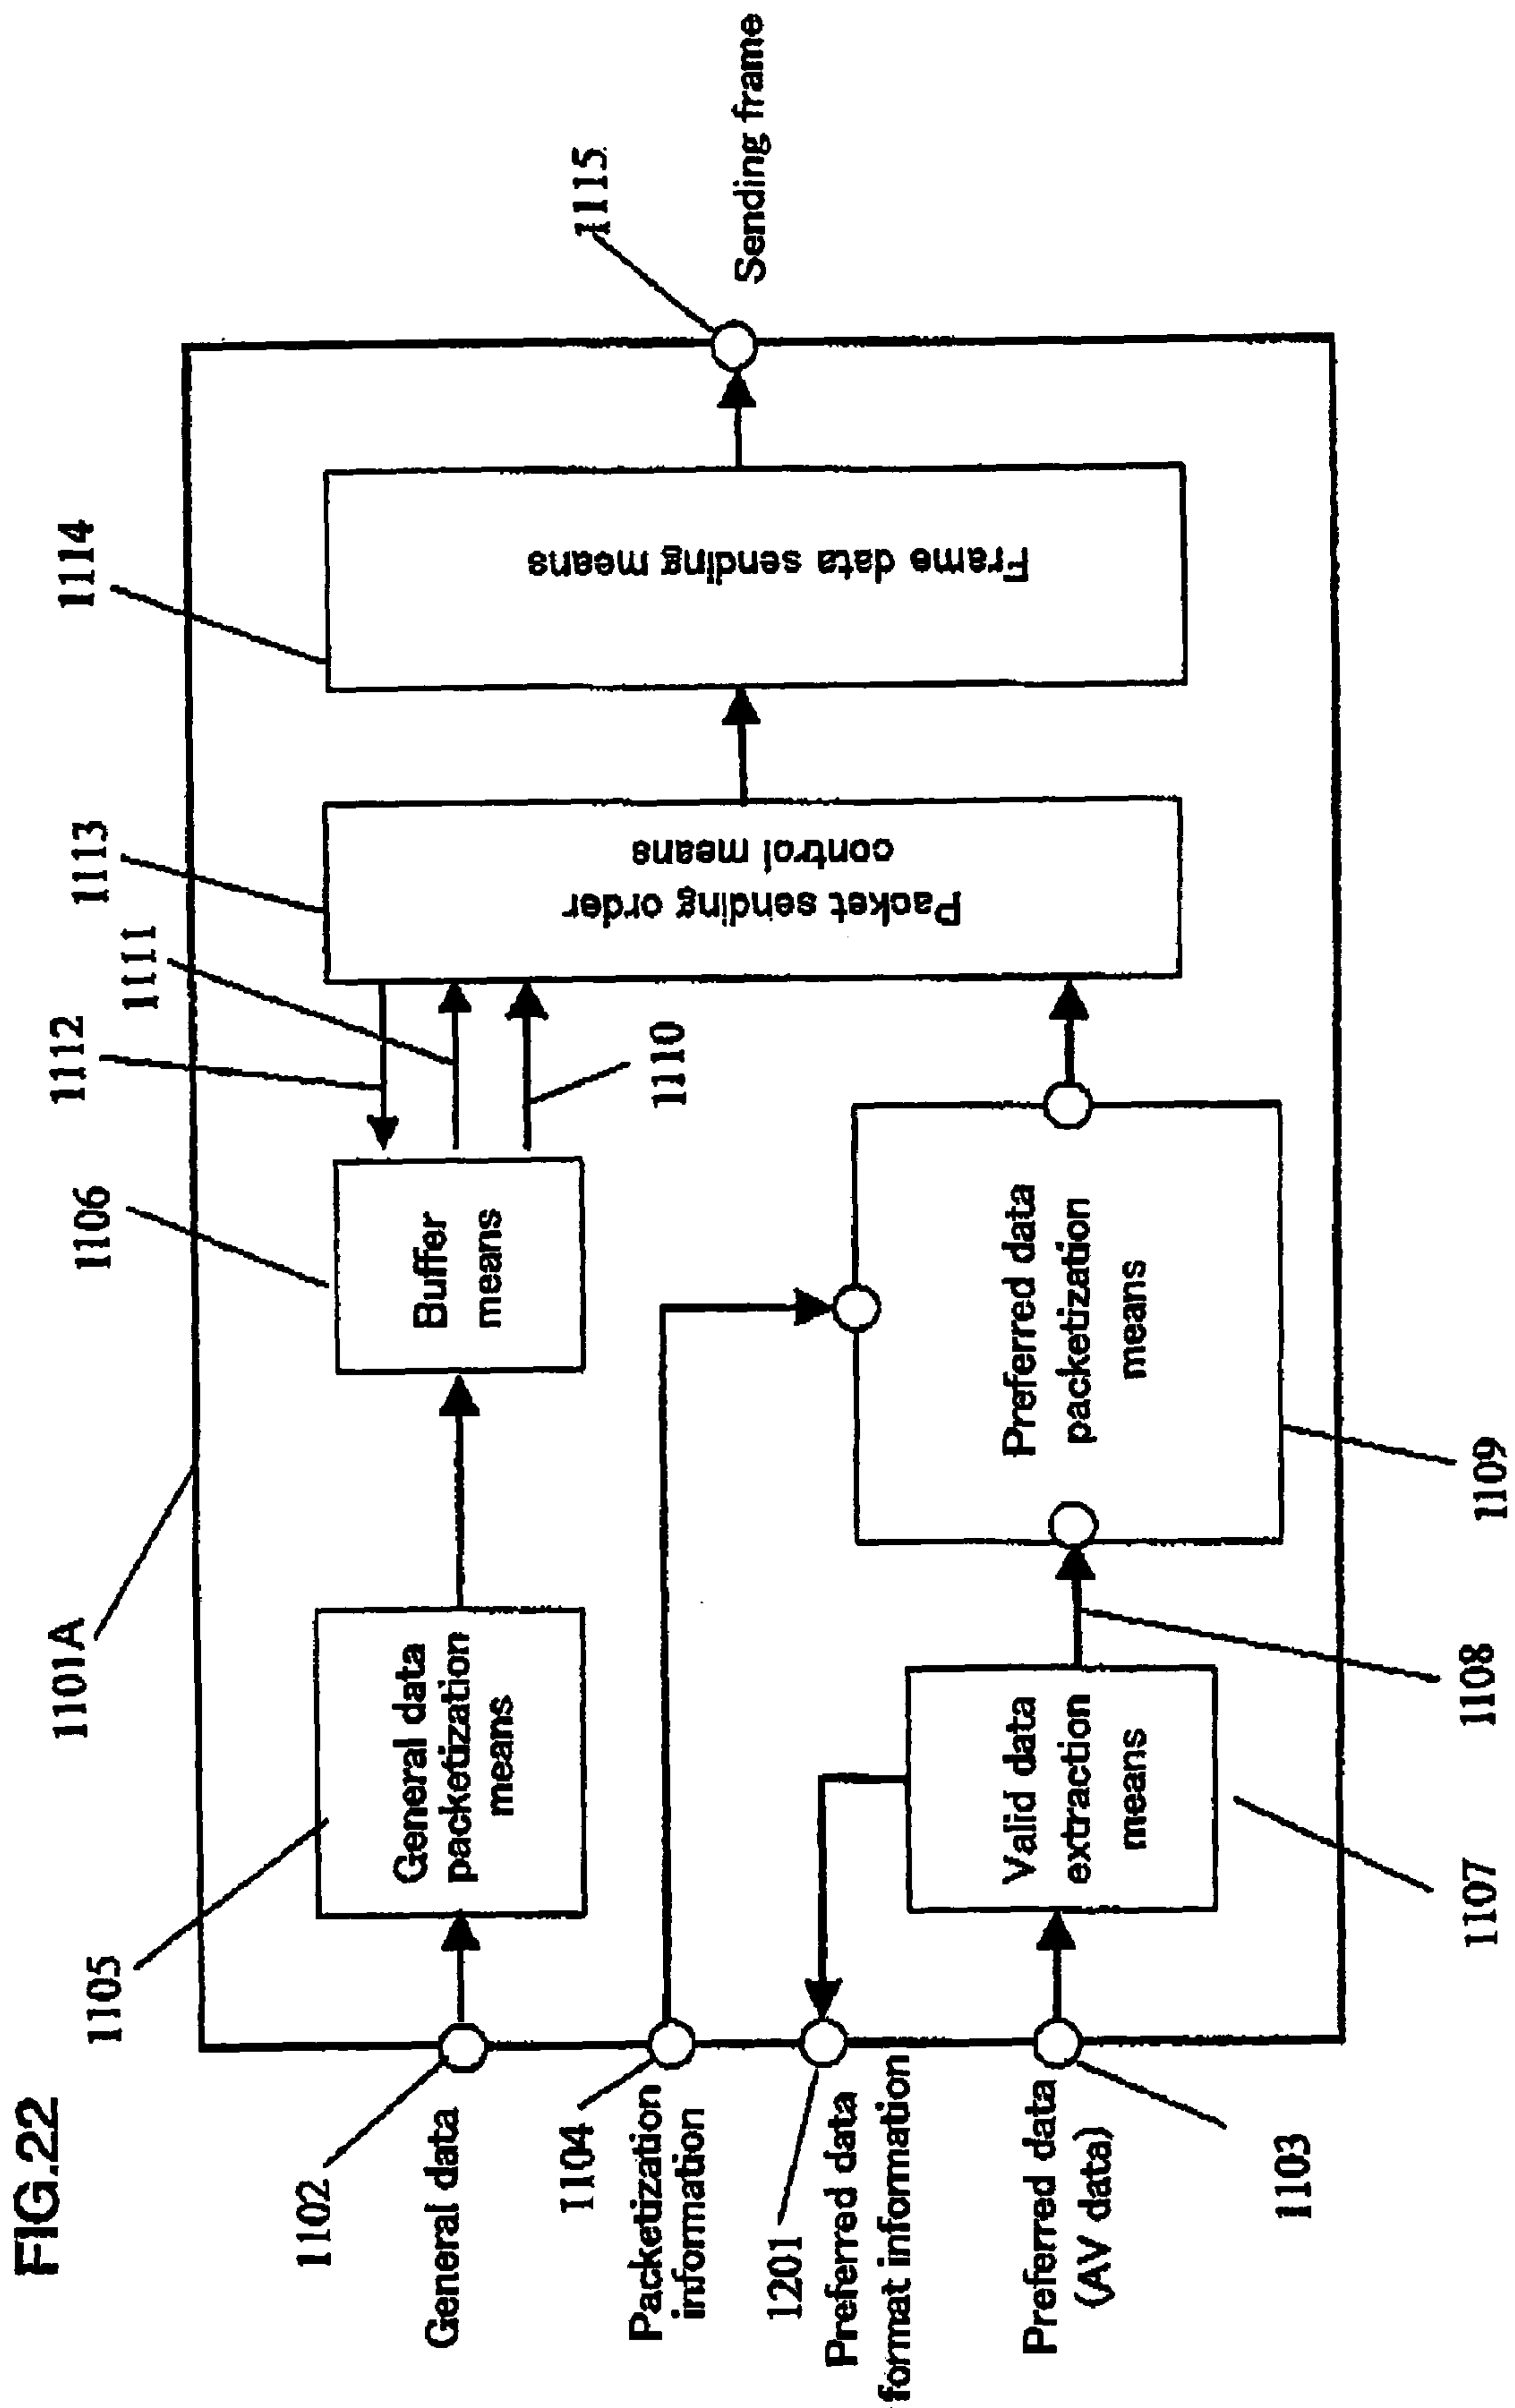 FIG.22
1101A
1105
1106
1112
1111
1113
1114
1115
1102
General data
General data
packetization
means
Buffer
means
1110
Packet sending order
control means
Frame data sending means
Sending frame
1104
Packetization
information
1201
Preferred data
format information
Preferred data
(AV data)
1103
Valid data
extraction
means
1107
1108
Preferred data
packetization
means
1109